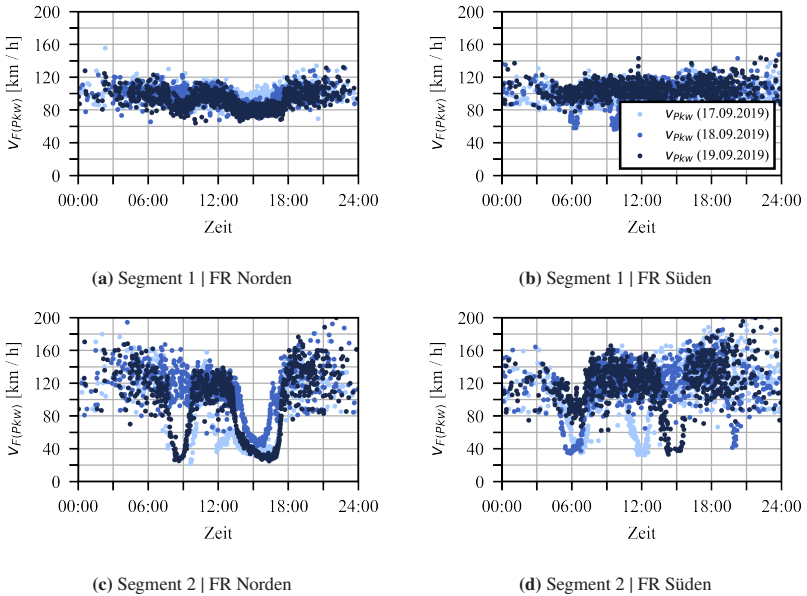 200
160
120
80
40
0
v_F(Pkw) [km / h]
00:00 06:00 12:00 18:00 24:00
Zeit
(a) Segment 1 | FR Norden
200
160
120
80
40
0
v_F(Pkw) [km / h]
v_Pkw (17.09.2019)
v_Pkw (18.09.2019)
v_Pkw (19.09.2019)
00:00 06:00 12:00 18:00 24:00
Zeit
(b) Segment 1 | FR Süden
200
160
120
80
40
0
v_F(Pkw) [km / h]
00:00 06:00 12:00 18:00 24:00
Zeit
(c) Segment 2 | FR Norden
200
160
120
80
40
0
v_F(Pkw) [km / h]
00:00 06:00 12:00 18:00 24:00
Zeit
(d) Segment 2 | FR Süden